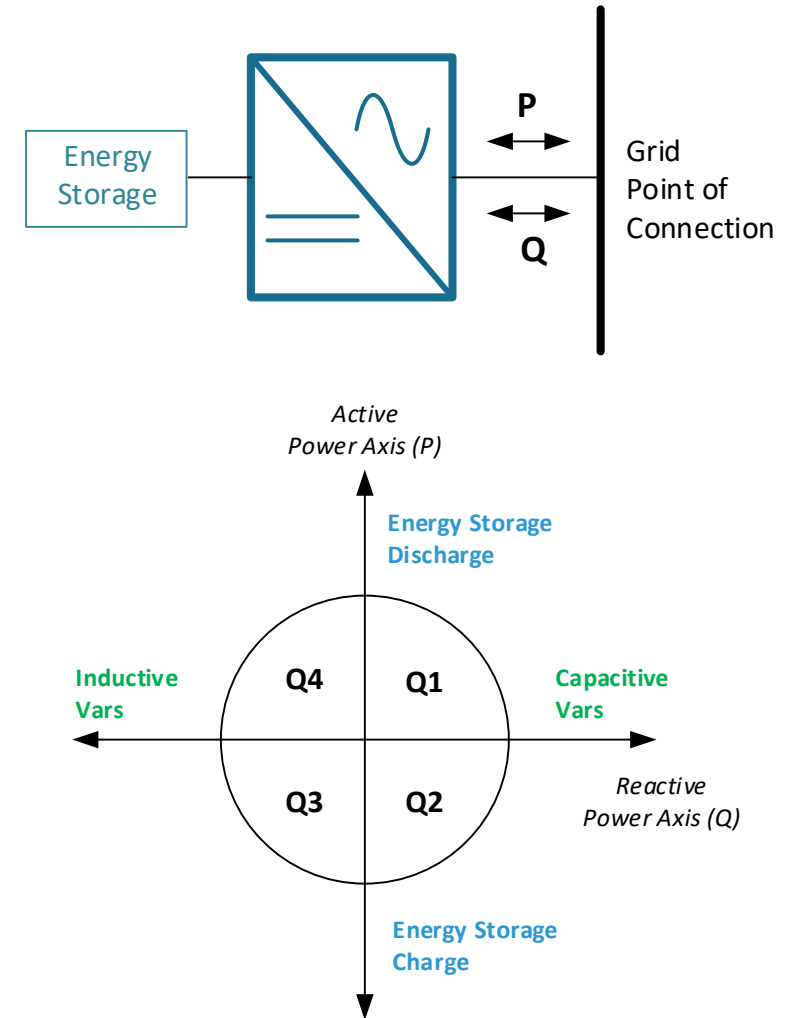 Energy
Storage
P
Q
Grid
Point of
Connection
Active
Power Axis (P)
Energy Storage
Discharge
Inductive
Vars
Q4
Q1
Capacitive
Vars
Q3
Q2
Reactive
Power Axis (Q)
Energy Storage
Charge